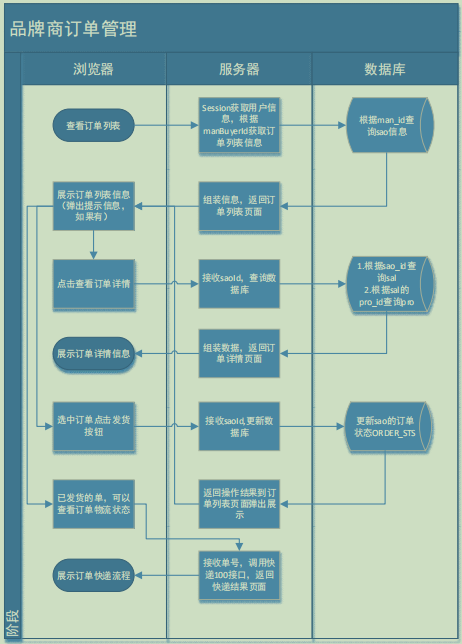 品牌商订单管理
浏览器
服务器
数据库
查看订单列表
Session获取用户信
息，根据
manBuyerId获取订
单列表信息
根据man_id查
询sao信息
展示订单列表信息
（弹出提示信息，
如果有）
组装信息，返回订
单列表页面
点击查看订单详情
接收saoId，查询数
据库
1.根据sao_id查
询sal
2.根据sal的
pro_id查询pro
展示订单详情信息
组装数据，返回订
单详情页面
选中订单点击发货
按钮
接收saoId,更新数
据库
更新sao的订单
状态ORDER_STS
已发货的单，可以
查看订单物流状态
返回操作结果到订
单列表页面弹出展
示
展示订单快递流程
接收单号，调用快
递100接口，返回
快递结果页面
阶段